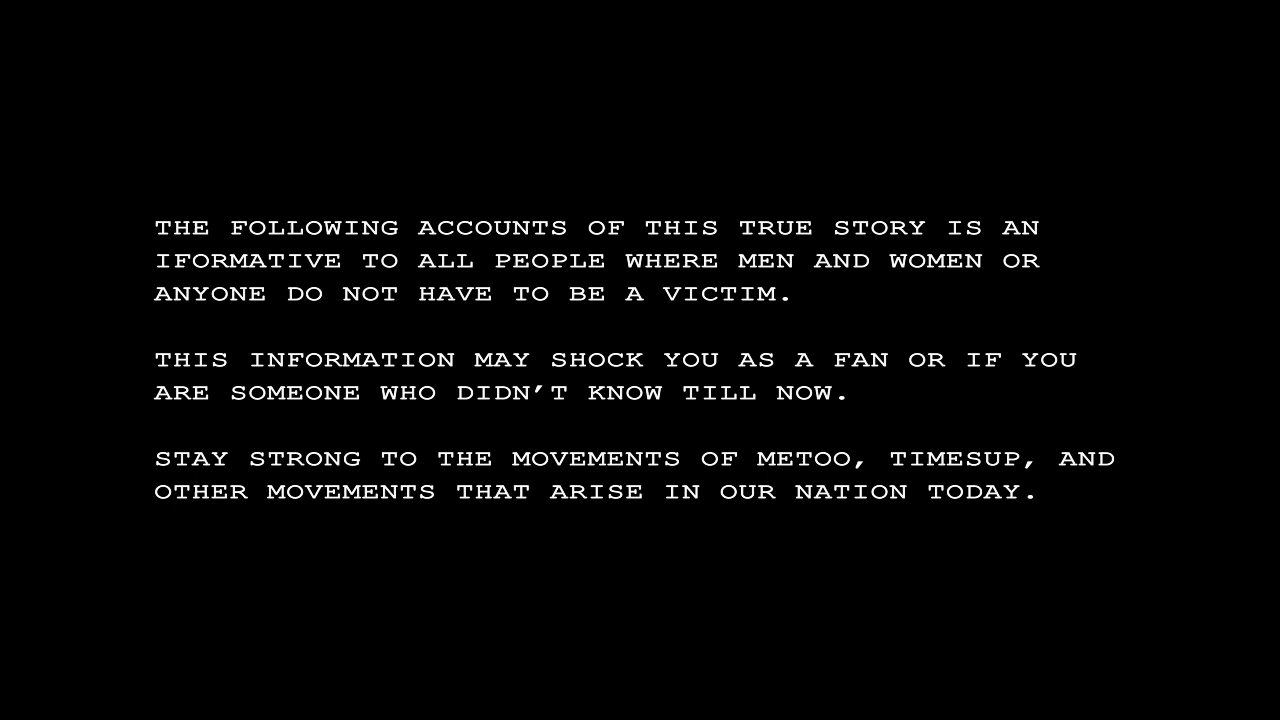 THE FOLLOWING ACCOUNTS OF THIS TRUE STORY IS AN
IFORMATIVE TO ALL PEOPLE WHERE MEN AND WOMEN OR
ANYONE DO NOT HAVE TO BE A VICTIM.
THIS INFORMATION MAY SHOCK YOU AS A FAN OR IF YOU
ARE SOMEONE WHO DIDN’T KNOW TILL NOW.
STAY STRONG TO THE MOVEMENTS OF METOO, TIMESUP, AND
OTHER MOVEMENTS THAT ARISE IN OUR NATION TODAY.